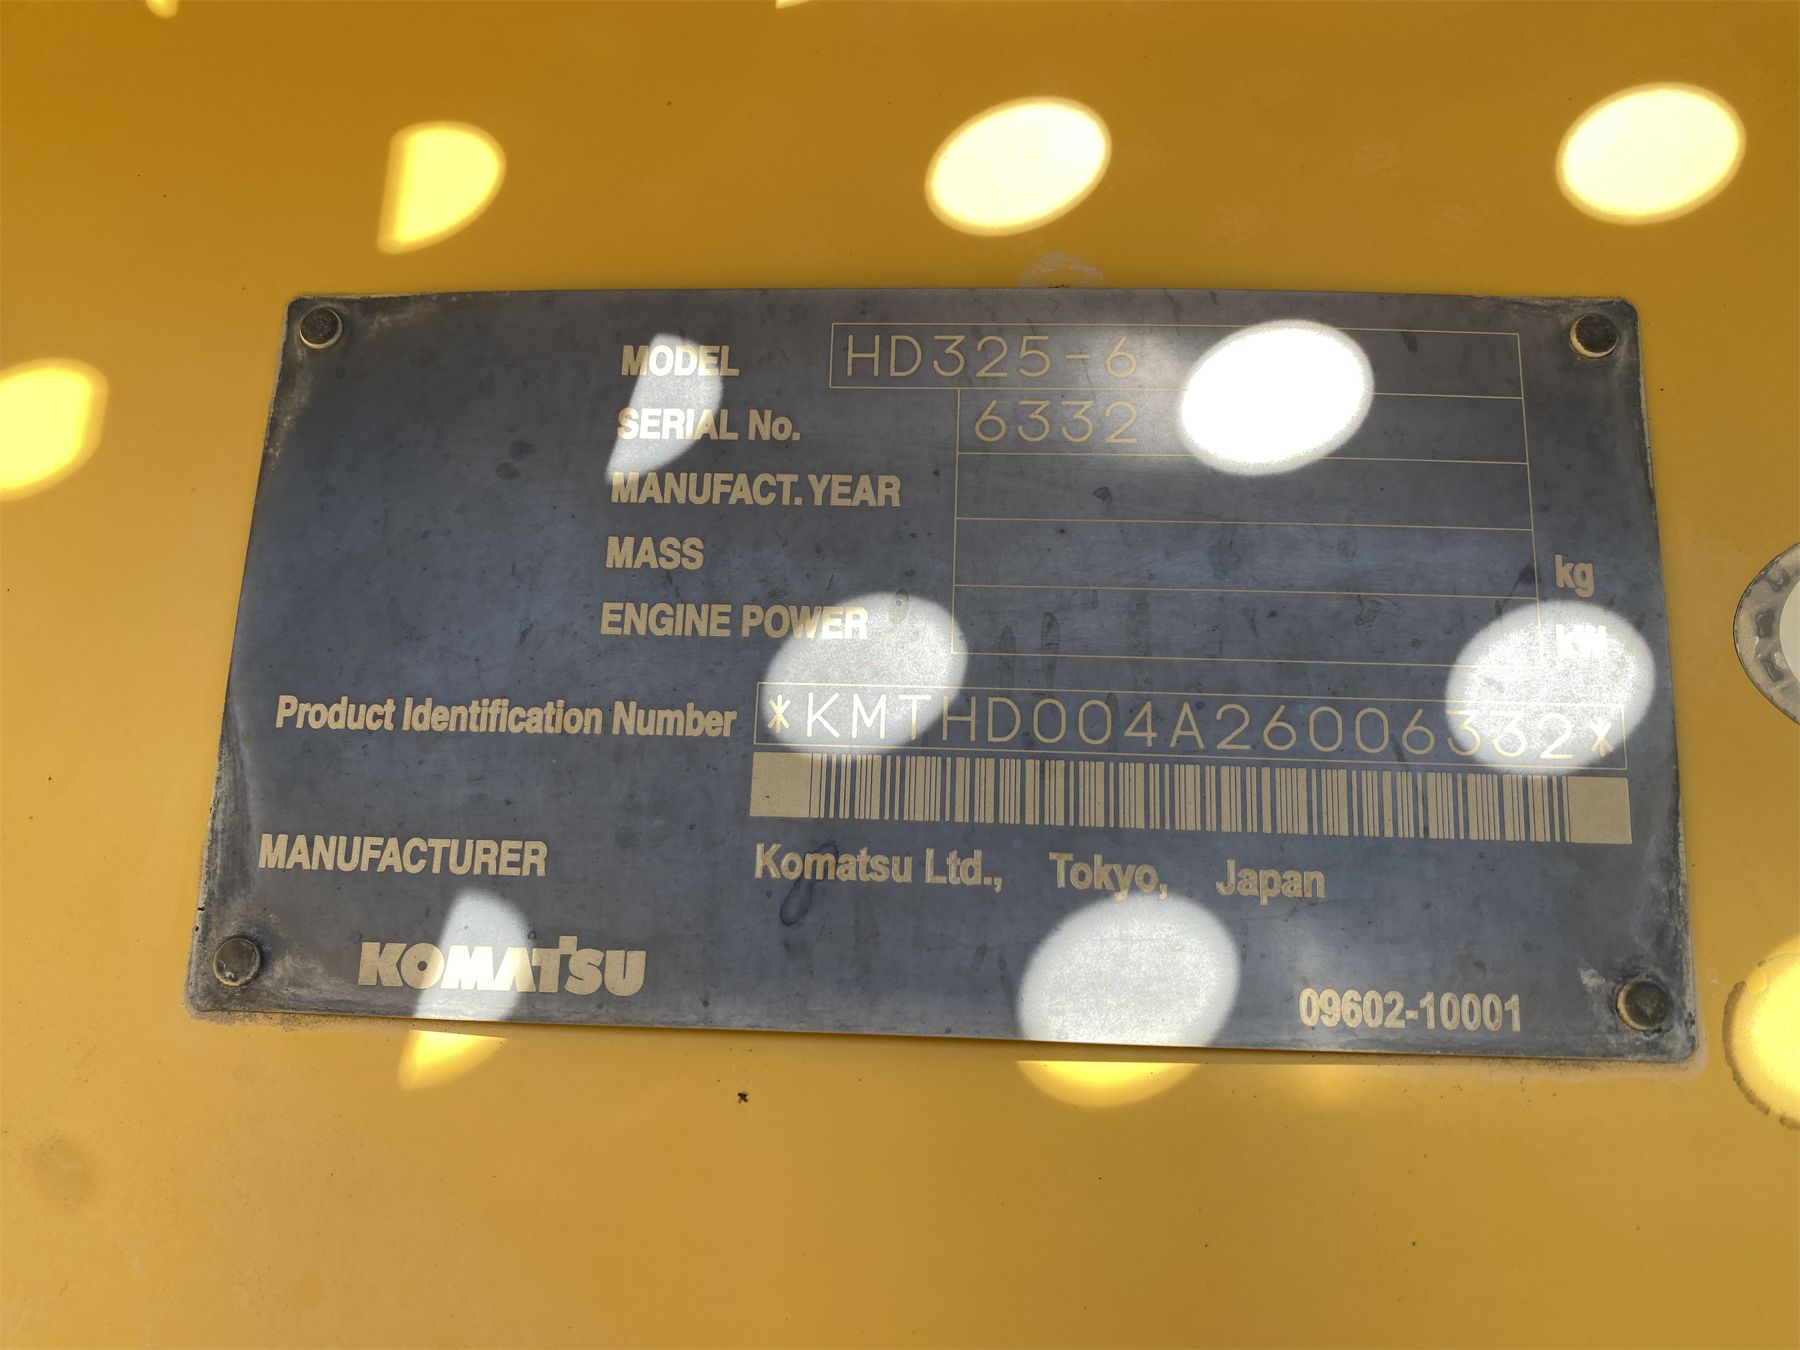 MODEL HD325-6
SERIAL No. 6332
MANUFACT. YEAR
MASS kg
ENGINE POWER kW
Product Identification Number *KMTHD004A26006332*
MANUFACTURER Komatsu Ltd., Tokyo, Japan
KOMATSU
09602-10001